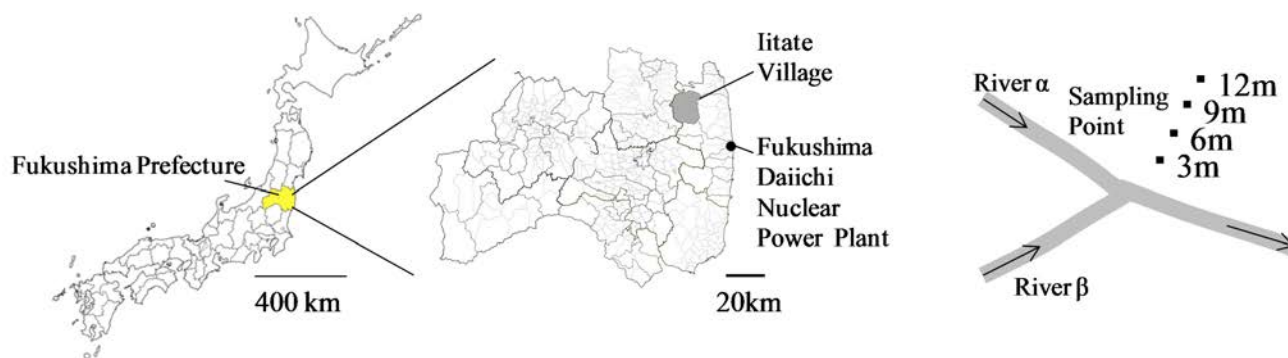 Fukushima Prefecture
400 km
Iitate
Village
Fukushima
Daiichi
Nuclear
Power Plant
20km
River α
Sampling
Point
12m
9m
6m
3m
River β